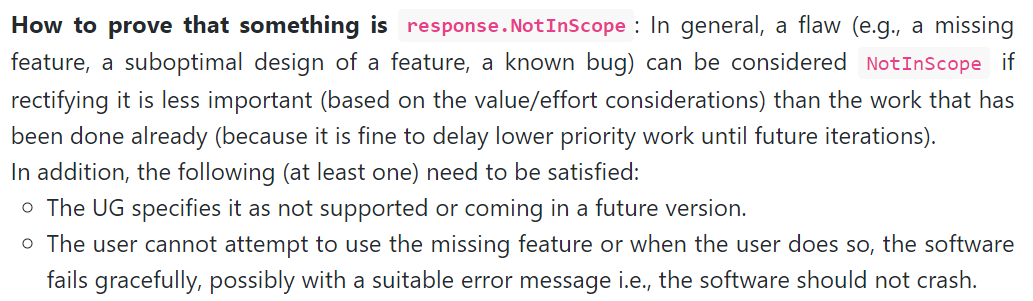 How to prove that something is response.NotInScope: In general, a flaw (e.g., a missing
feature, a suboptimal design of a feature, a known bug) can be considered NotInScope if
rectifying it is less important (based on the value/effort considerations) than the work that has
been done already (because it is fine to delay lower priority work until future iterations).
In addition, the following (at least one) need to be satisfied:
○ The UG specifies it as not supported or coming in a future version.
○ The user cannot attempt to use the missing feature or when the user does so, the software
fails gracefully, possibly with a suitable error message i.e., the software should not crash.